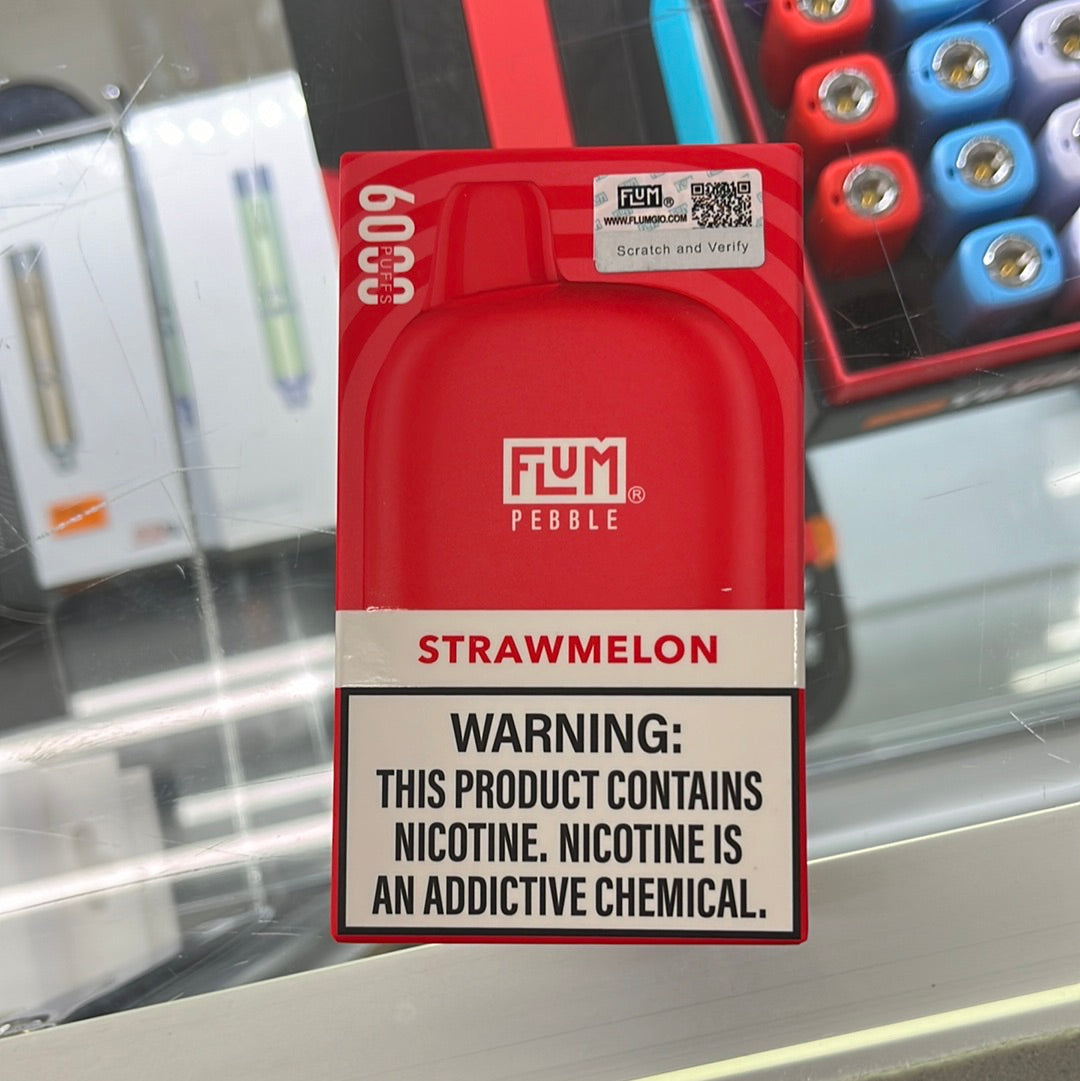 6000
PUFFS
FLUM®
WWW.FLUMGIO.COM
Scratch and Verify
FLUM®
PEBBLE
STRAWMELON
WARNING:
THIS PRODUCT CONTAINS
NICOTINE. NICOTINE IS
AN ADDICTIVE CHEMICAL.